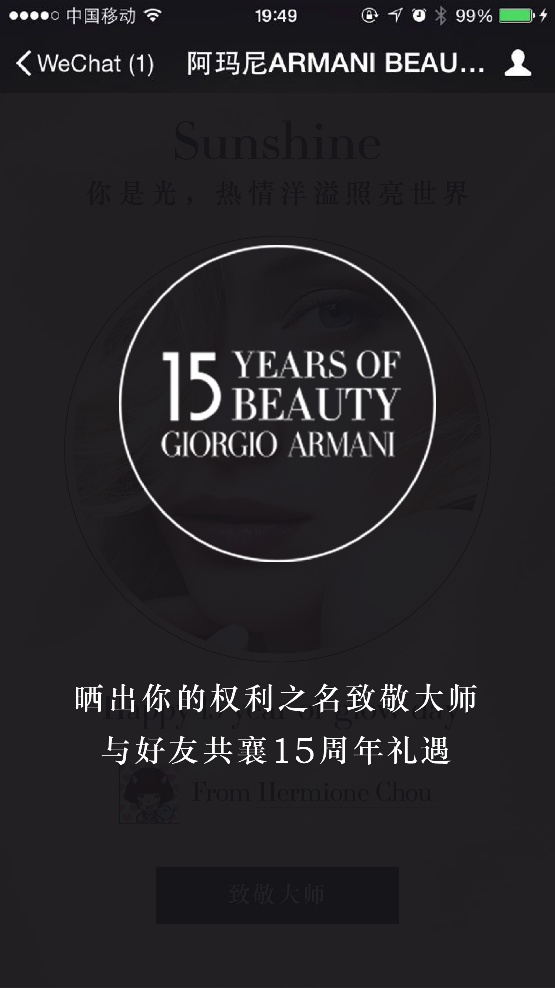 中国移动 19:49 99%
WeChat (1) 阿玛尼ARMANI BEAU...
Sunshine
你是光，热情洋溢照亮世界
15 YEARS OF
BEAUTY
GIORGIO ARMANI
晒出你的权利之名致敬大师
与好友共襄15周年礼遇
From Hermione Chou
致敬大师